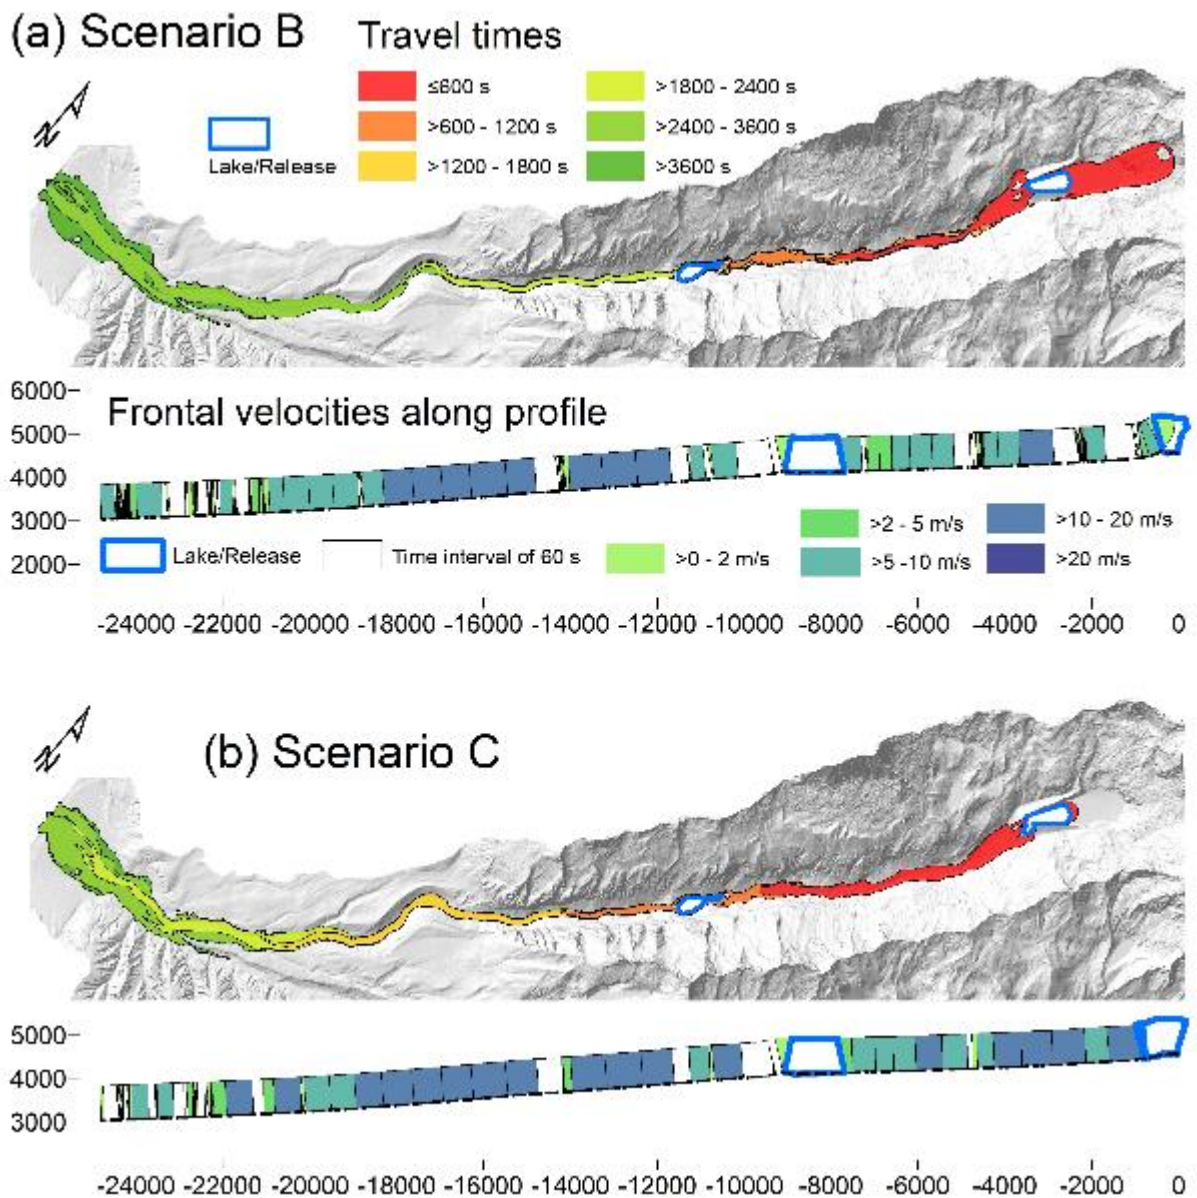 (a) Scenario B
Travel times
N
Lake/Release
≤600 s
>600 - 1200 s
>1200 - 1800 s
>1800 - 2400 s
>2400 - 3600 s
>3600 s
6000
5000
4000
3000
2000
Frontal velocities along profile
Lake/Release
Time interval of 60 s
>0 - 2 m/s
>2 - 5 m/s
>5 -10 m/s
>10 - 20 m/s
>20 m/s
-24000 -22000 -20000 -18000 -16000 -14000 -12000 -10000 -8000 -6000 -4000 -2000 0
N
(b) Scenario C
5000
4000
3000
-24000 -22000 -20000 -18000 -16000 -14000 -12000 -10000 -8000 -6000 -4000 -2000 0